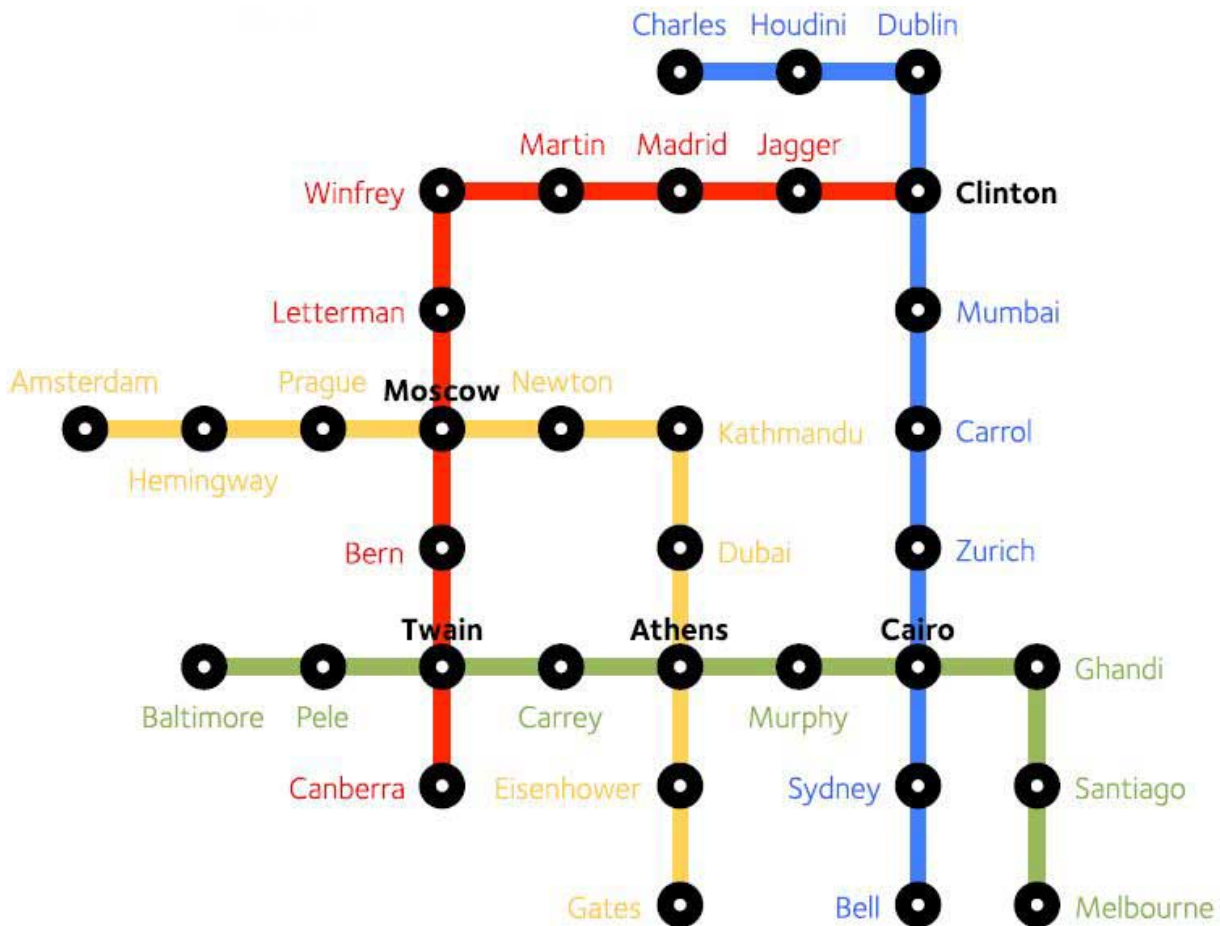 Charles Houdini Dublin
Martin Madrid Jagger
Winfrey Clinton
Letterman Mumbai
Amsterdam Prague Moscow Newton
Kathmandu Carrol
Hemingway
Bern Dubai Zurich
Twain Athens Cairo
Ghandi
Baltimore Pele Carrey Murphy
Canberra Eisenhower Sydney Santiago
Gates Bell Melbourne